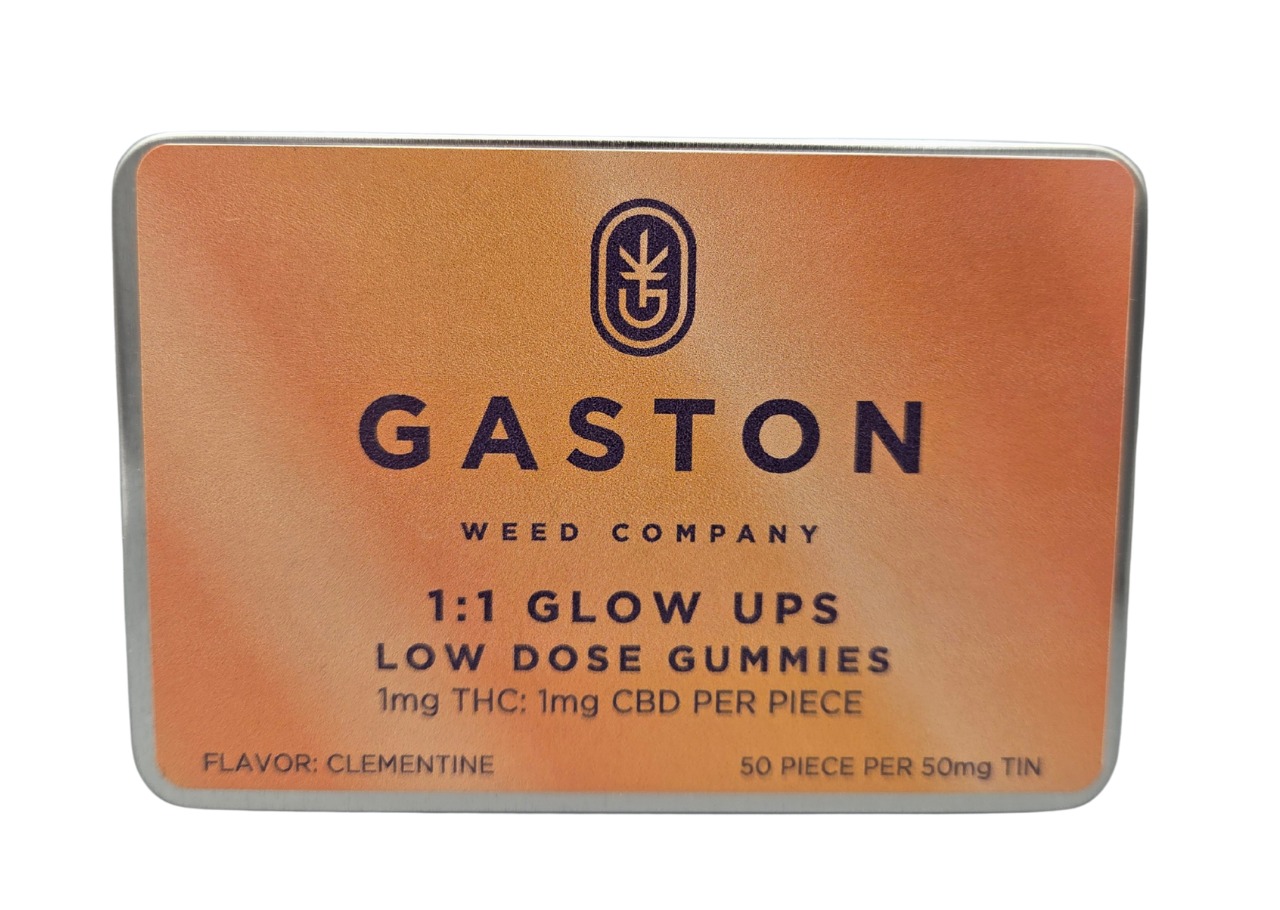 GASTON
WEED COMPANY
1:1 GLOW UPS
LOW DOSE GUMMIES
1mg THC: 1mg CBD PER PIECE
FLAVOR: CLEMENTINE
50 PIECE PER 50mg TIN